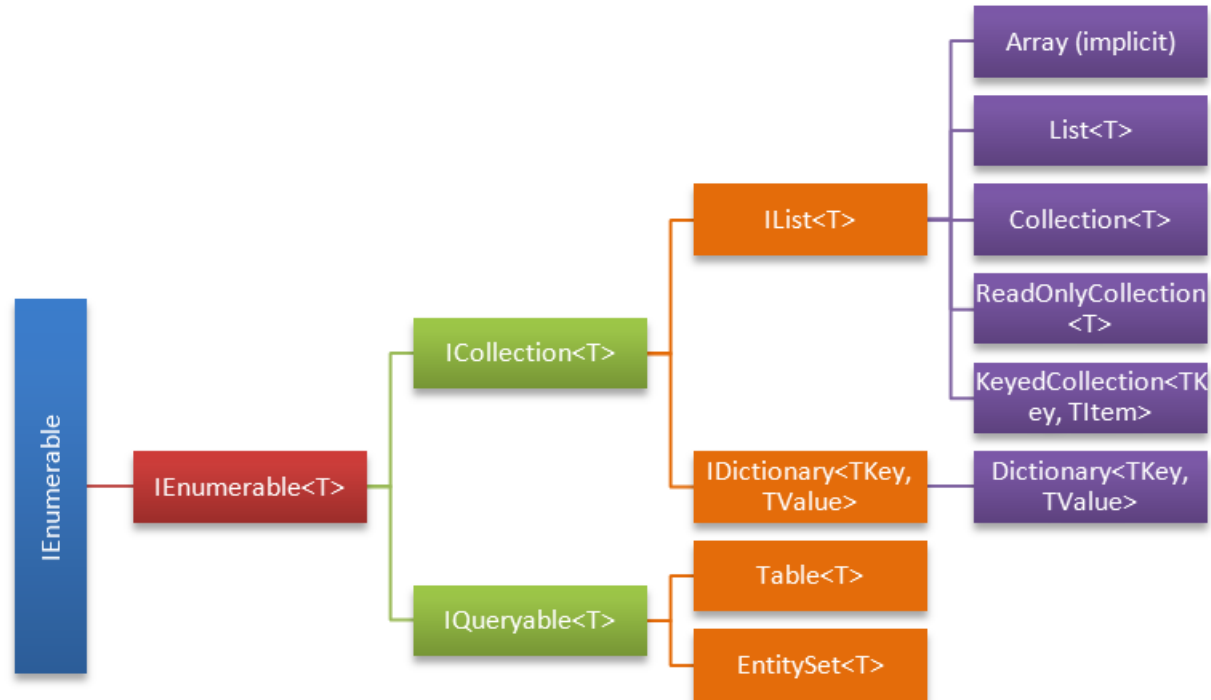 IEnumerable
IEnumerable<T>
ICollection<T>
IQueryable<T>
IList<T>
IDictionary<TKey,
TValue>
Table<T>
EntitySet<T>
Array (implicit)
List<T>
Collection<T>
ReadOnlyCollection
<T>
KeyedCollection<TK
ey, TItem>
Dictionary<TKey,
TValue>